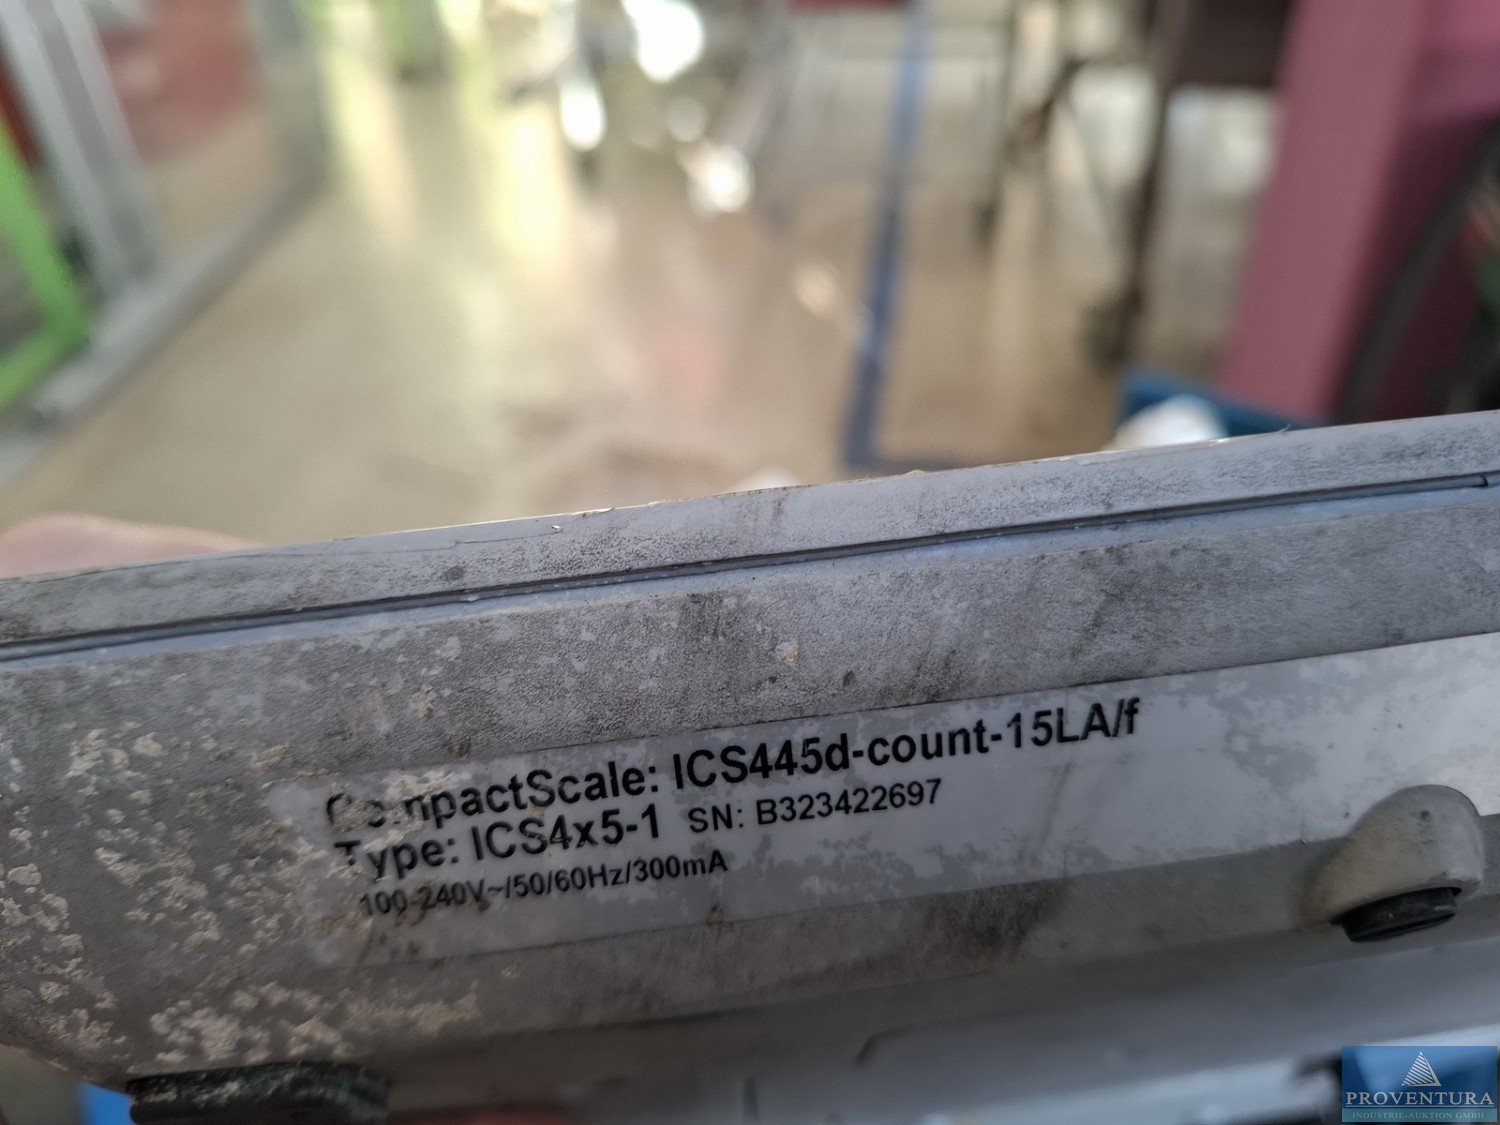 CompactScale: ICS445d-count-15LA/f
Type: ICS4x5-1 SN: B323422697
100-240V~/50/60Hz/300mA
PROVENTURA
INDUSTRIE-AUKTION GMBH